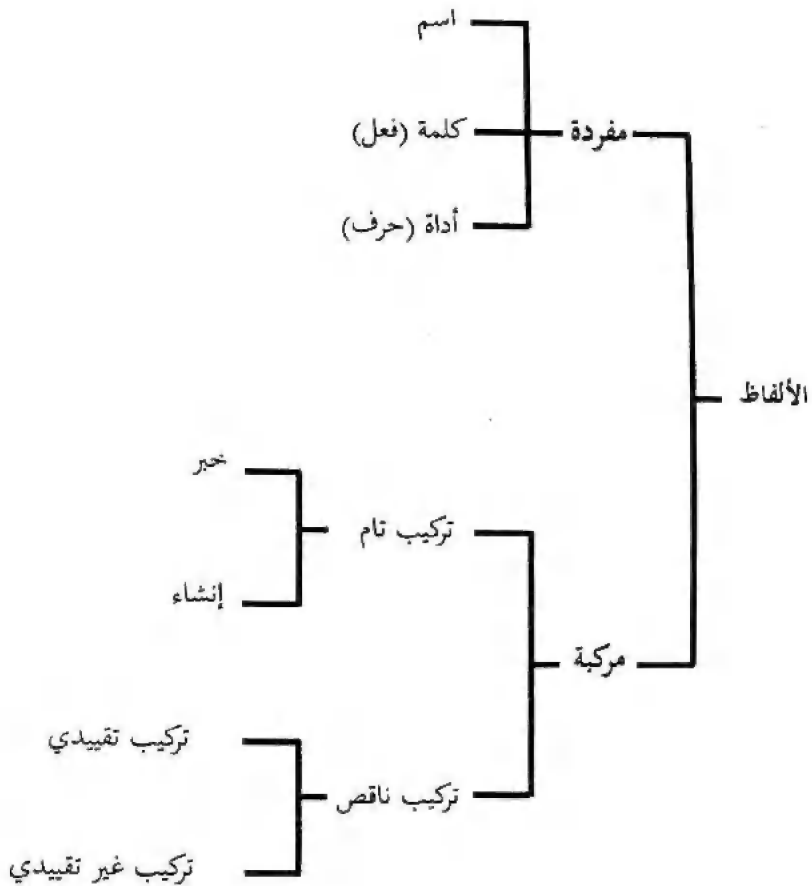 الألفاظ
مفردة
اسم
كلمة (فعل)
أداة (حرف)
مركبة
تركيب تام
خبر
إنشاء
تركيب ناقص
تركيب تقييدي
تركيب غير تقييدي